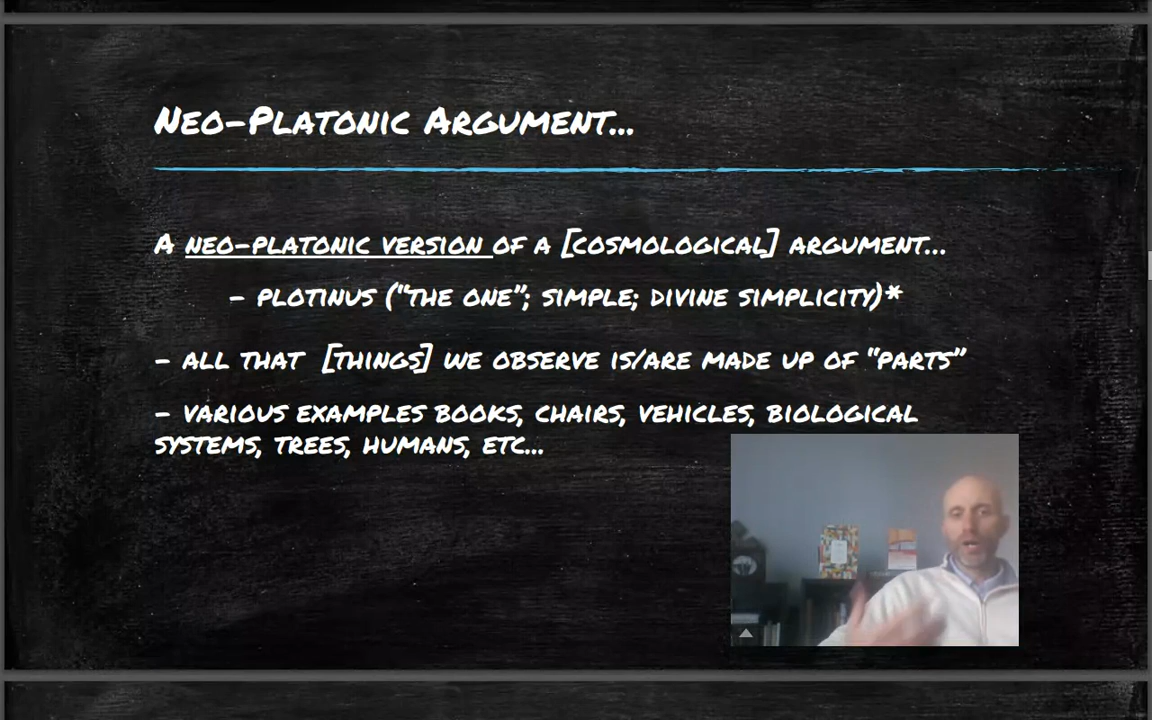 Neo-Platonic Argument...
A neo-platonic version of a [cosmological] argument...
- Plotinus ("the One"; simple; divine simplicity)*
- all that [things] we observe is/are made up of "parts"
- various examples books, chairs, vehicles, biological
systems, trees, humans, etc...